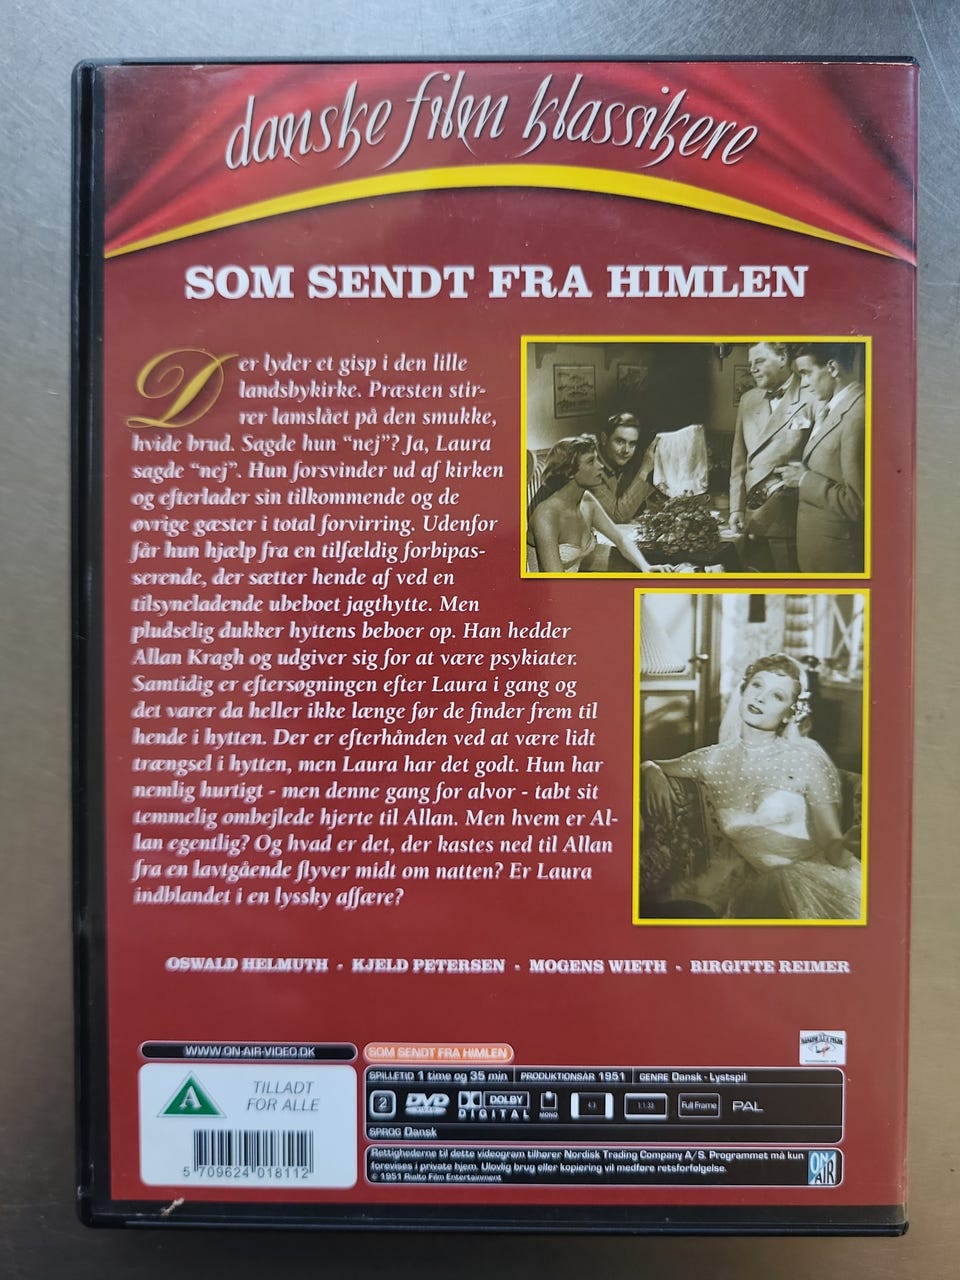 danske film klassikere
SOM SENDT FRA HIMLEN
Der lyder et gisp i den lille
landsbykirke. Præsten stir-
rer lamslået på den smukke,
hvide brud. Sagde hun “nej”? Ja, Laura
sagde “nej”. Hun forsvinder ud af kirken
og efterlader sin tilkommende og de
øvrige gæster i total forvirring. Udenfor
får hun hjælp fra en tilfældig forbipas-
serende, der sætter hende af ved en
tilsyneladende ubeboet jagthytte. Men
pludselig dukker hyttens beboer op. Han hedder
Allan Kragh og udgiver sig for at være psykiater.
Samtidig er eftersøgningen efter Laura i gang og
det varer da heller ikke længe før de finder frem til
hende i hytten. Der er efterhånden ved at være lidt
trængsel i hytten, men Laura har det godt. Hun har
nemlig hurtigt - men denne gang for alvor - tabt sit
temmelig ombejlede hjerte til Allan. Men hvem er Al-
lan egentlig? Og hvad er det, der kastes ned til Allan
fra en lavtgående flyver midt om natten? Er Laura
indblandet i en lyssky affære?
OSWALD HELMUTH · KJELD PETERSEN · MOGENS WIETH · BIRGITTE REIMER
WWW.ON-AIR-VIDEO.DK
A
TILLADT
FOR ALLE
5 709624 018112
SOM SENDT FRA HIMLEN
SPILLETID 1 time og 35 min PRODUKTIONSÅR 1951 GENRE Dansk - Lystspil
2 DVD VIDEO DOLBY DIGITAL MONO 4:3 1:1.33 Full Frame PAL
SPROG Dansk
Rettighederne til dette videogram tilhører Nordisk Trading Company A/S. Programmet må kun
forevises i private hjem. Ulovlig brug eller kopiering vil medføre retsforfølgelse.
© 1951 Rialto Film Entertainment
ON AIR